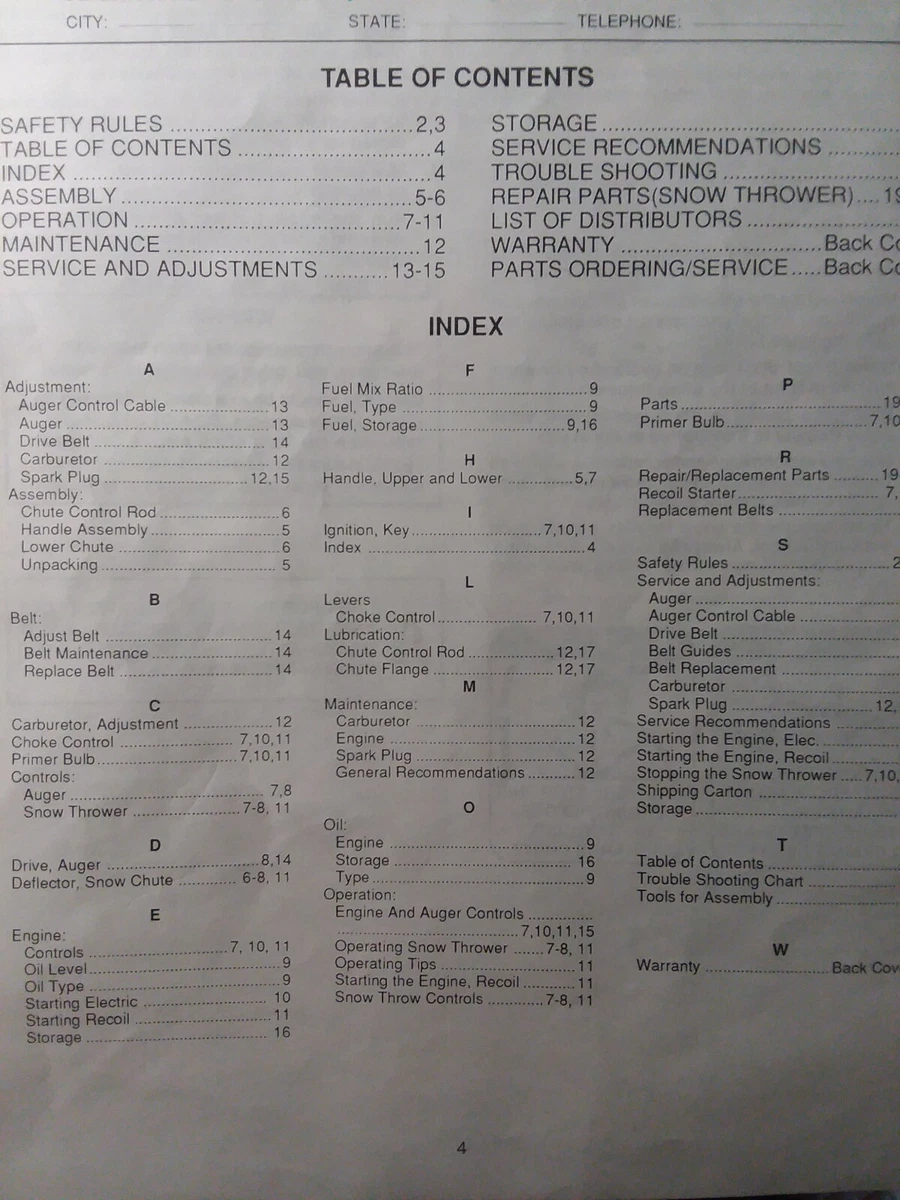 CITY: STATE: TELEPHONE:
TABLE OF CONTENTS
SAFETY RULES ........ 2,3
TABLE OF CONTENTS ........ 4
INDEX ........ 4
ASSEMBLY ........ 5-6
OPERATION ........ 7-11
MAINTENANCE ........ 12
SERVICE AND ADJUSTMENTS ........ 13-15
STORAGE ........
SERVICE RECOMMENDATIONS ........
TROUBLE SHOOTING ........
REPAIR PARTS(SNOW THROWER).... 19
LIST OF DISTRIBUTORS ........
WARRANTY ........ Back Co
PARTS ORDERING/SERVICE..... Back Co
INDEX
A
Adjustment:
Auger Control Cable ........ 13
Auger ........ 13
Drive Belt ........ 14
Carburetor ........ 12
Spark Plug ........ 12,15
Assembly:
Chute Control Rod ........ 6
Handle Assembly ........ 5
Lower Chute ........ 6
Unpacking ........ 5
B
Belt:
Adjust Belt ........ 14
Belt Maintenance ........ 14
Replace Belt ........ 14
C
Carburetor, Adjustment ........ 12
Choke Control ........ 7,10,11
Primer Bulb ........ 7,10,11
Controls:
Auger ........ 7,8
Snow Thrower ........ 7-8, 11
D
Drive, Auger ........ 8,14
Deflector, Snow Chute ........ 6-8, 11
E
Engine:
Controls ........ 7, 10, 11
Oil Level ........ 9
Oil Type ........ 9
Starting Electric ........ 10
Starting Recoil ........ 11
Storage ........ 16
F
Fuel Mix Ratio ........ 9
Fuel, Type ........ 9
Fuel, Storage ........ 9,16
H
Handle, Upper and Lower ........ 5,7
I
Ignition, Key ........ 7,10,11
Index ........ 4
L
Levers
Choke Control ........ 7,10,11
Lubrication:
Chute Control Rod ........ 12,17
Chute Flange ........ 12,17
M
Maintenance:
Carburetor ........ 12
Engine ........ 12
Spark Plug ........ 12
General Recommendations ........ 12
O
Oil:
Engine ........ 9
Storage ........ 16
Type ........ 9
Operation:
Engine And Auger Controls ........
........ 7,10,11,15
Operating Snow Thrower ....... 7-8, 11
Operating Tips ........ 11
Starting the Engine, Recoil ........ 11
Snow Throw Controls ........ 7-8, 11
P
Parts ........ 19
Primer Bulb ........ 7,10
R
Repair/Replacement Parts ........ 19
Recoil Starter ........ 7,
Replacement Belts ........
S
Safety Rules ........ 2
Service and Adjustments:
Auger ........
Auger Control Cable ........
Drive Belt ........
Belt Guides ........
Belt Replacement ........
Carburetor ........
Spark Plug ........ 12,
Service Recommendations ........
Starting the Engine, Elec. ........
Starting the Engine, Recoil ........
Stopping the Snow Thrower ..... 7,10,
Shipping Carton ........
Storage ........
T
Table of Contents ........
Trouble Shooting Chart ........
Tools for Assembly ........
W
Warranty ........ Back Cov
4